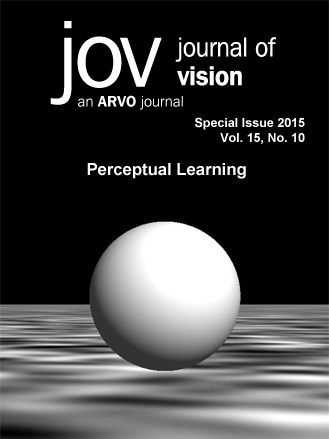 jov journal of
vision
an ARVO journal
Special Issue 2015
Vol. 15, No. 10
Perceptual Learning